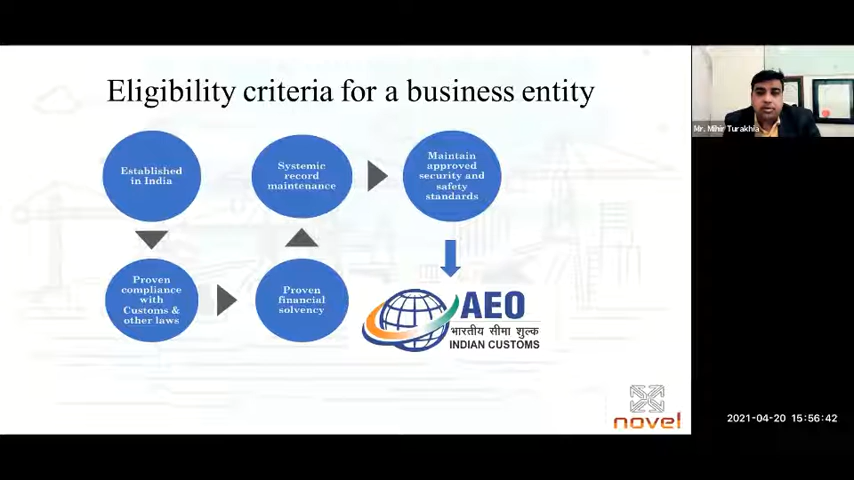 Eligibility criteria for a business entity
Established
in India
Proven
compliance
with
Customs &
other laws
Proven
financial
solvency
Systemic
record
maintenance
Maintain
approved
security and
safety
standards
AEO
भारतीय सीमा शुल्क
INDIAN CUSTOMS
novel
Mr. Mihir Turakhia
2021-04-20 15:56:42